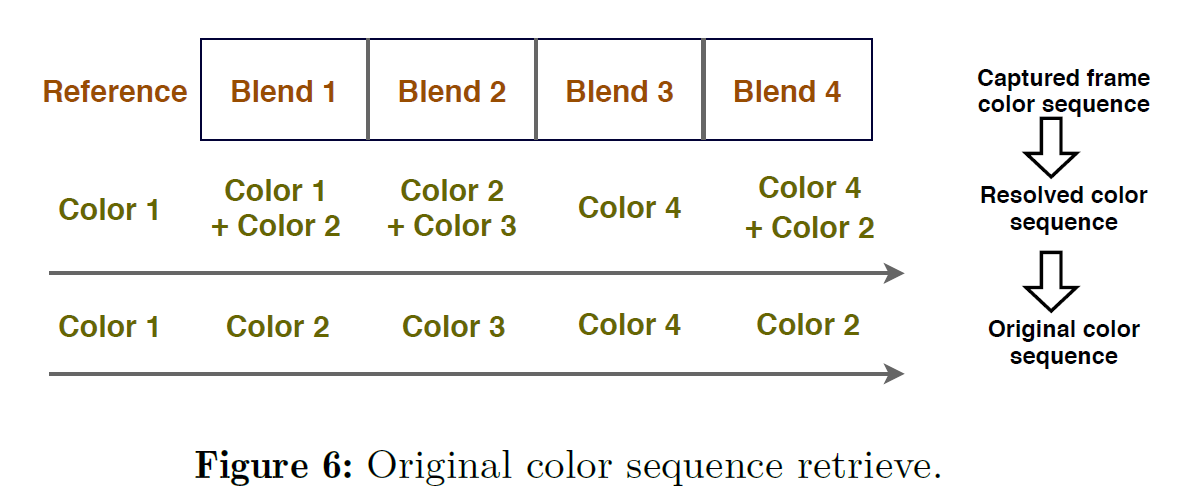 Reference Blend 1 Blend 2 Blend 3 Blend 4
Captured frame
color sequence
Color 1
Color 1
+ Color 2
Color 2
+ Color 3
Color 4
Color 4
+ Color 2
Resolved color
sequence
Color 1 Color 2 Color 3 Color 4 Color 2
Original color
sequence
Figure 6: Original color sequence retrieve.